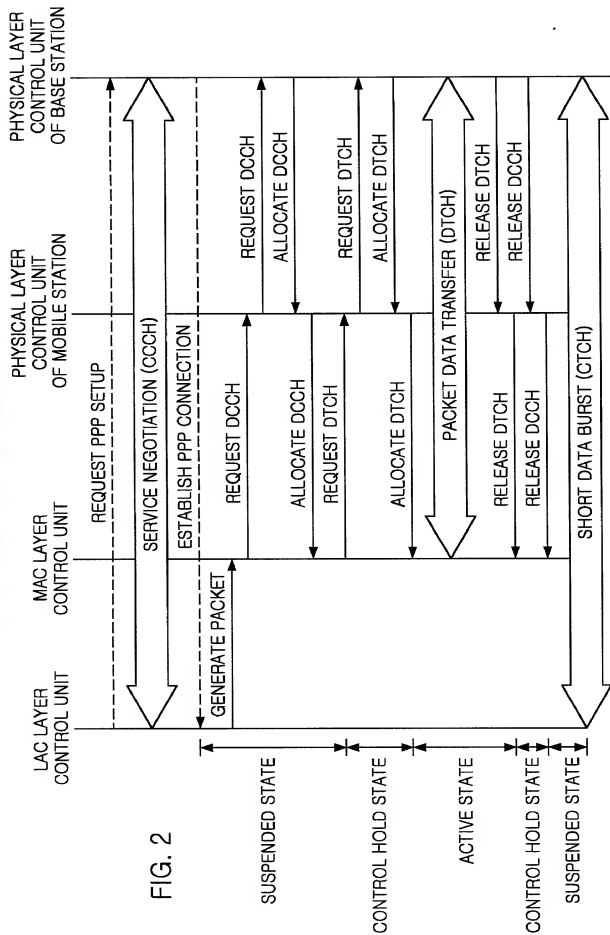 FIG. 2
LAC LAYER
CONTROL UNIT
MAC LAYER
CONTROL UNIT
PHYSICAL LAYER
CONTROL UNIT
OF MOBILE STATION
PHYSICAL LAYER
CONTROL UNIT
OF BASE STATION
REQUEST PPP SETUP
SERVICE NEGOTIATION (CCCH)
ESTABLISH PPP CONNECTION
GENERATE PACKET
REQUEST DCCH
REQUEST DCCH
ALLOCATE DCCH
ALLOCATE DCCH
REQUEST DTCH
REQUEST DTCH
ALLOCATE DTCH
ALLOCATE DTCH
PACKET DATA TRANSFER (DTCH)
RELEASE DTCH
RELEASE DTCH
RELEASE DCCH
RELEASE DCCH
SHORT DATA BURST (CTCH)
SUSPENDED STATE
CONTROL HOLD STATE
ACTIVE STATE
CONTROL HOLD STATE
SUSPENDED STATE